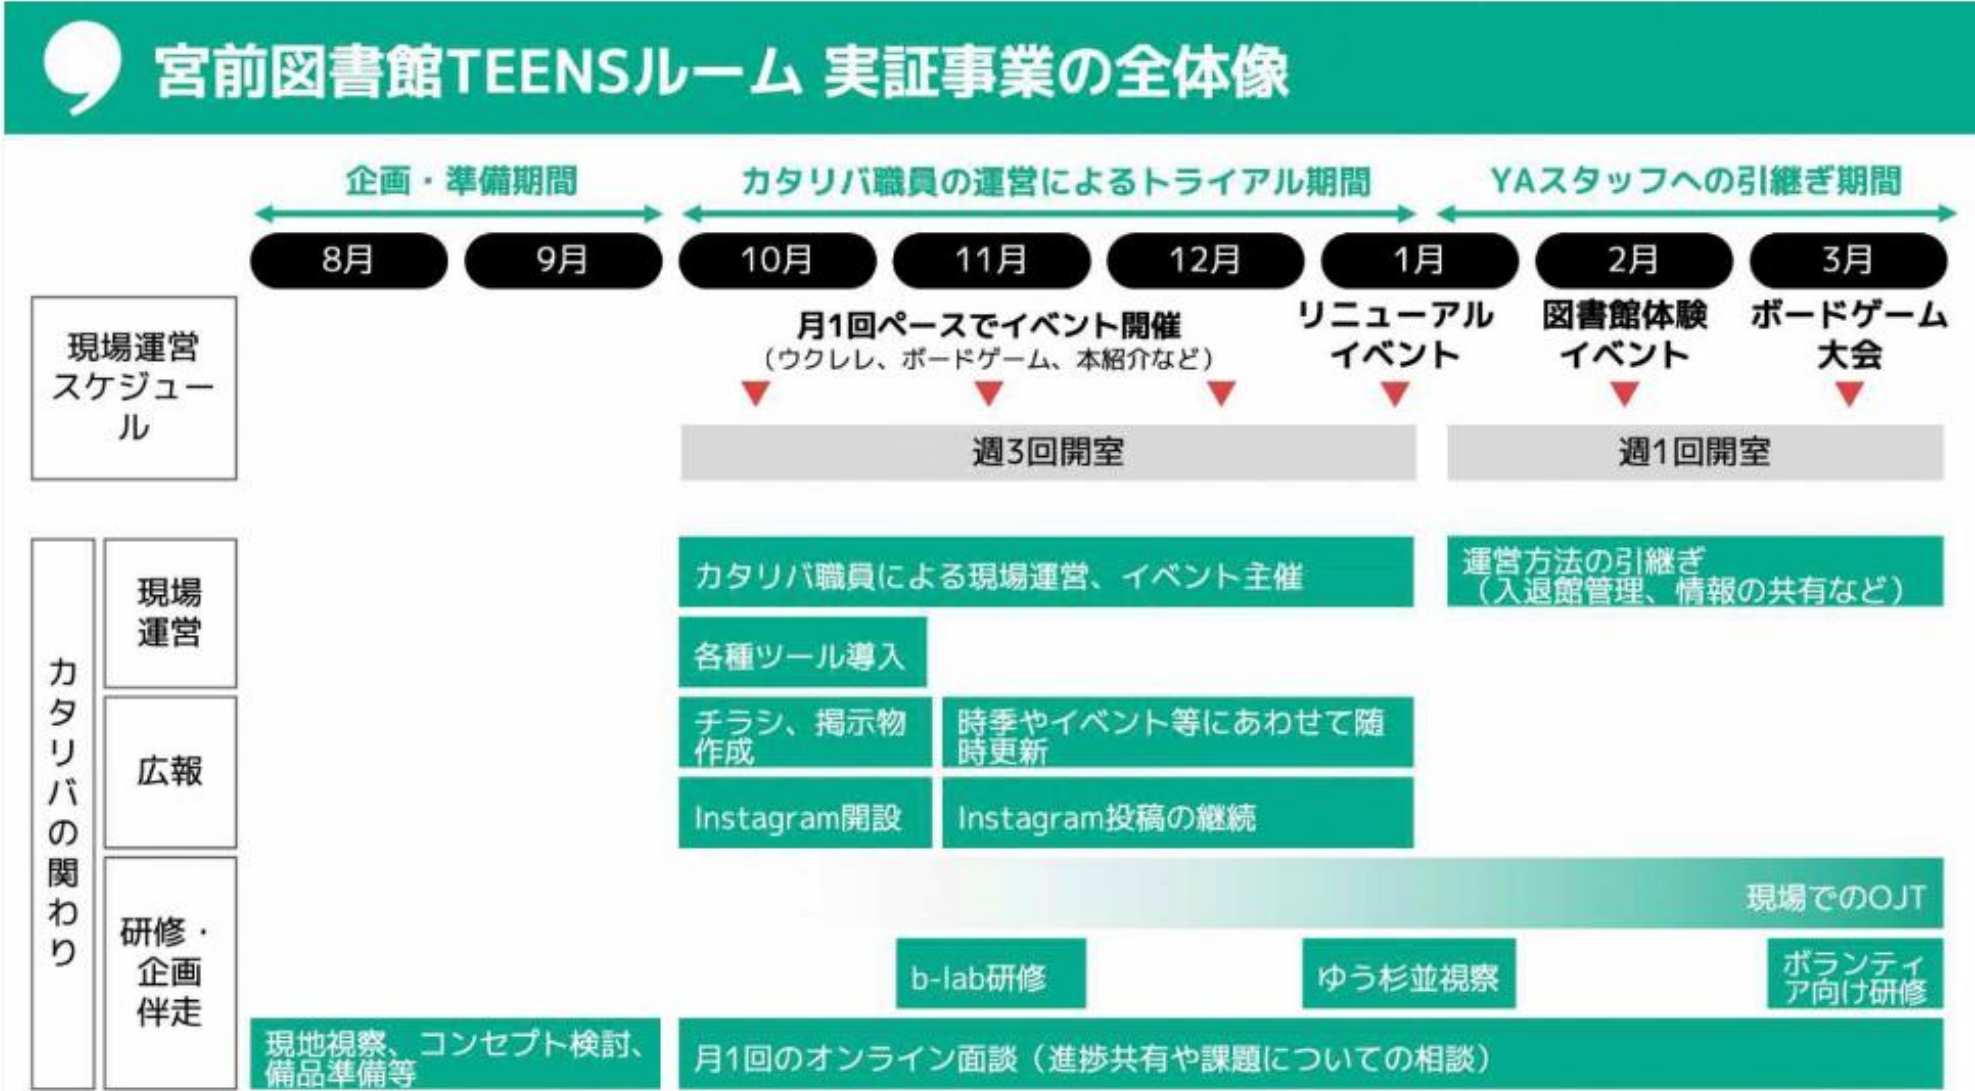 宮前図書館TEENSルーム 実証事業の全体像
企画・準備期間
カタリバ職員の運営によるトライアル期間
YAスタッフへの引継ぎ期間
8月
9月
10月
11月
12月
1月
2月
3月
現場運営
スケジュー
ル
月1回ペースでイベント開催
（ウクレレ、ボードゲーム、本紹介など）
リニューアル
イベント
図書館体験
イベント
ボードゲーム
大会
週3回開室
週1回開室
カタリバの関わり
現場
運営
カタリバ職員による現場運営、イベント主催
運営方法の引継ぎ
（入退館管理、情報の共有など）
各種ツール導入
広報
チラシ、掲示物
作成
時季やイベント等にあわせて随
時更新
Instagram開設
Instagram投稿の継続
研修・
企画
伴走
現場でのOJT
b-lab研修
ゆう杉並視察
ボランティ
ア向け研修
現地視察、コンセプト検討、
備品準備等
月1回のオンライン面談（進捗共有や課題についての相談）